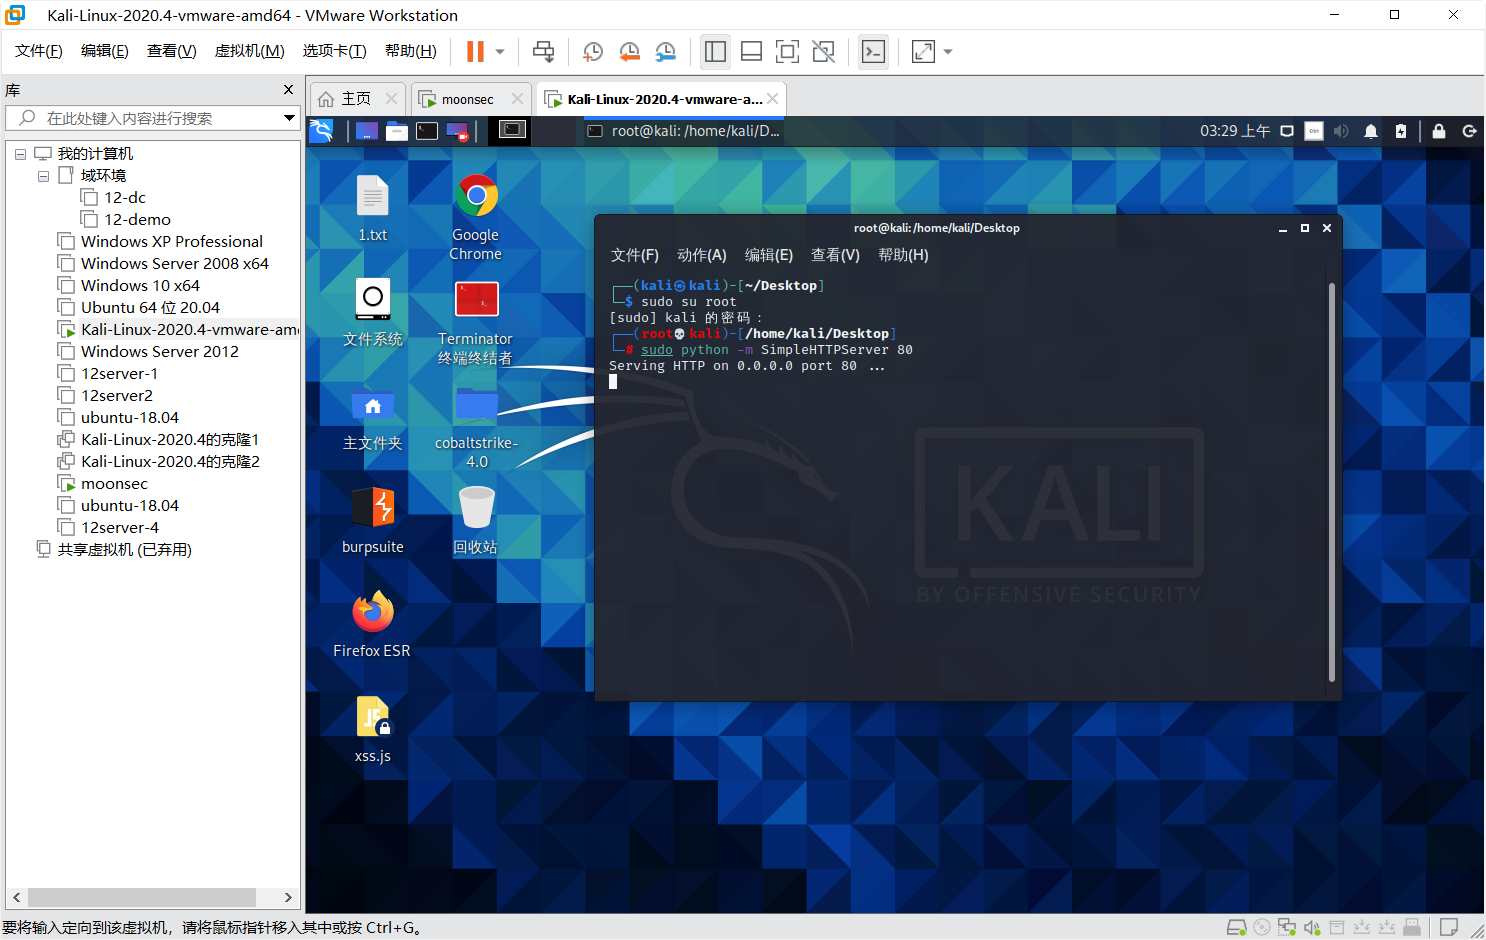 Kali-Linux-2020.4-vmware-amd64 - VMware Workstation
文件(F) 编辑(E) 查看(V) 虚拟机(M) 选项卡(T) 帮助(H)
库
在此处键入内容进行搜索
我的计算机
域环境
12-dc
12-demo
Windows XP Professional
Windows Server 2008 x64
Windows 10 x64
Ubuntu 64 位 20.04
Kali-Linux-2020.4-vmware-am
Windows Server 2012
12server-1
12server2
ubuntu-18.04
Kali-Linux-2020.4的克隆1
Kali-Linux-2020.4的克隆2
moonsec
ubuntu-18.04
12server-4
共享虚拟机 (已弃用)
主页
moonsec
Kali-Linux-2020.4-vmware-a...
root@kali: /home/kali/D...
03:29 上午
1.txt
Google
Chrome
文件系统
Terminator
终端终结者
主文件夹
cobaltstrike-
4.0
burpsuite
回收站
Firefox ESR
xss.js
root@kali: /home/kali/Desktop
文件(F) 动作(A) 编辑(E) 查看(V) 帮助(H)
┌──(kali㉿kali)-[~/Desktop]
└─$ sudo su root
[sudo] kali 的密码：
┌──(root💀kali)-[/home/kali/Desktop]
└─# sudo python -m SimpleHTTPServer 80
Serving HTTP on 0.0.0.0 port 80 ...
KALI
BY OFFENSIVE SECURITY
要将输入定向到该虚拟机，请将鼠标指针移入其中或按 Ctrl+G。